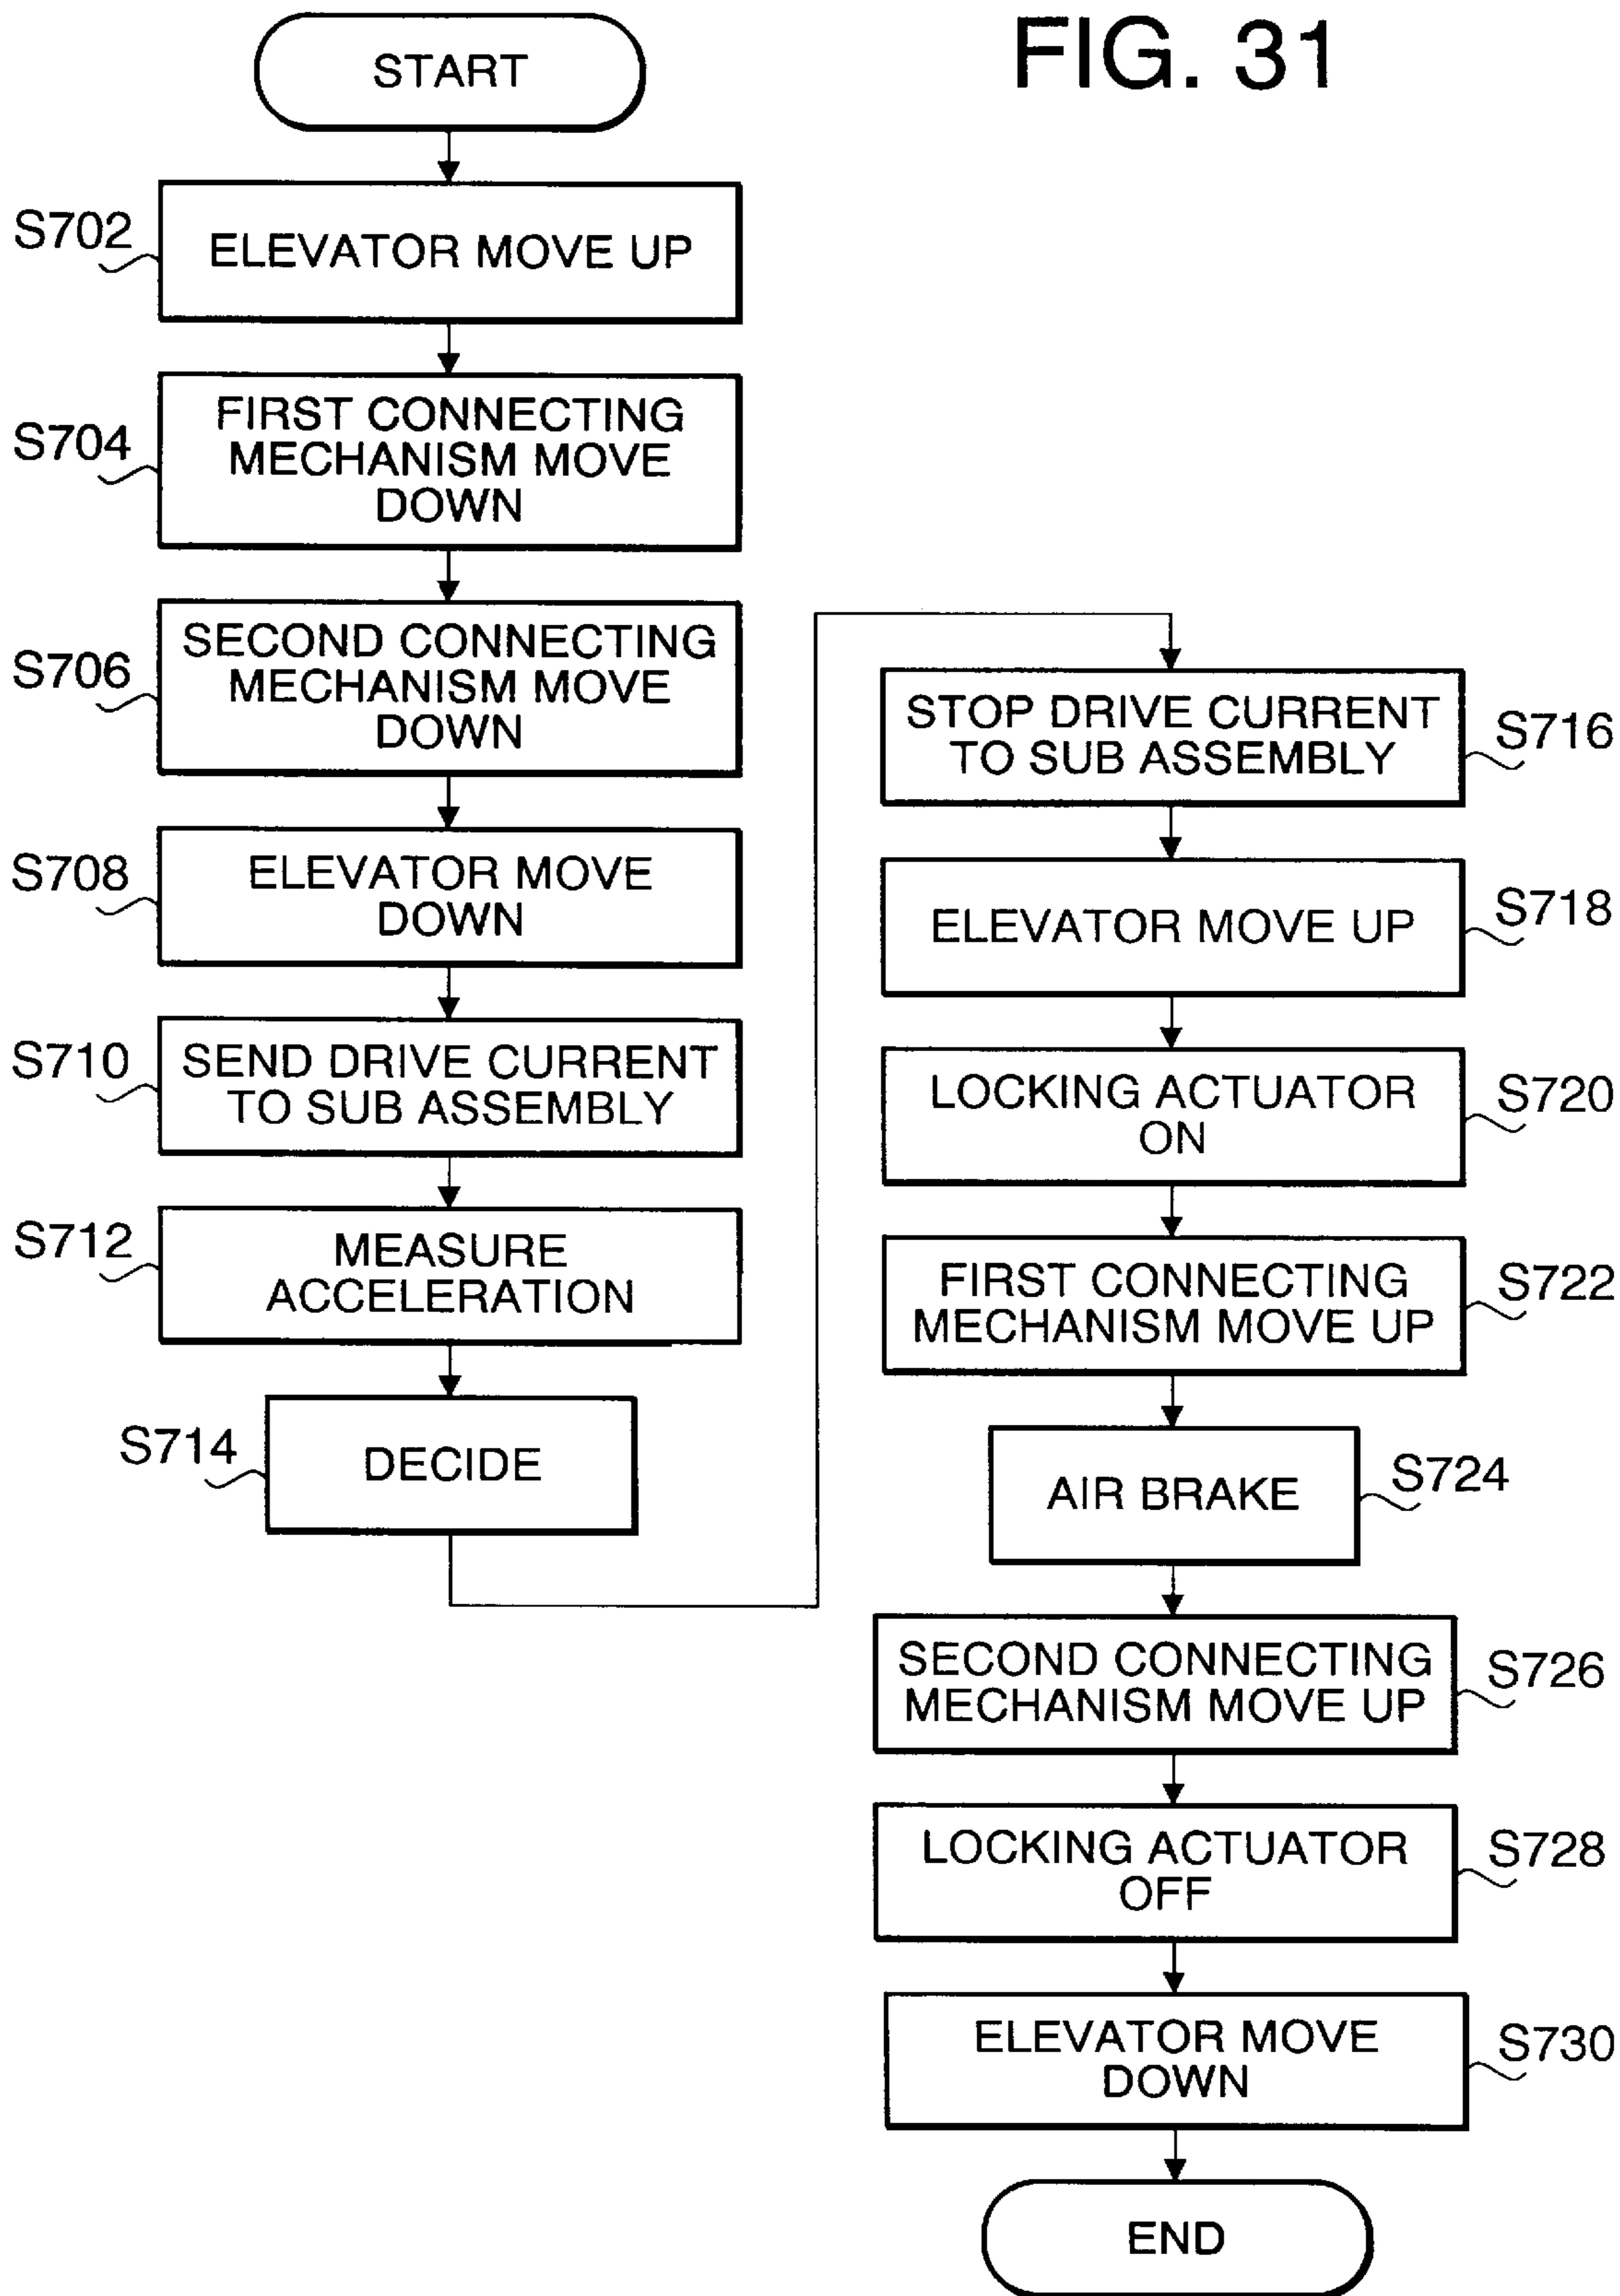 FIG. 31
START
S702
ELEVATOR MOVE UP
S704
FIRST CONNECTING
MECHANISM MOVE
DOWN
S706
SECOND CONNECTING
MECHANISM MOVE
DOWN
S708
ELEVATOR MOVE
DOWN
S710
SEND DRIVE CURRENT
TO SUB ASSEMBLY
S712
MEASURE
ACCELERATION
S714
DECIDE
STOP DRIVE CURRENT
TO SUB ASSEMBLY
S716
ELEVATOR MOVE UP
S718
LOCKING ACTUATOR
ON
S720
FIRST CONNECTING
MECHANISM MOVE UP
S722
AIR BRAKE
S724
SECOND CONNECTING
MECHANISM MOVE UP
S726
LOCKING ACTUATOR
OFF
S728
ELEVATOR MOVE
DOWN
S730
END